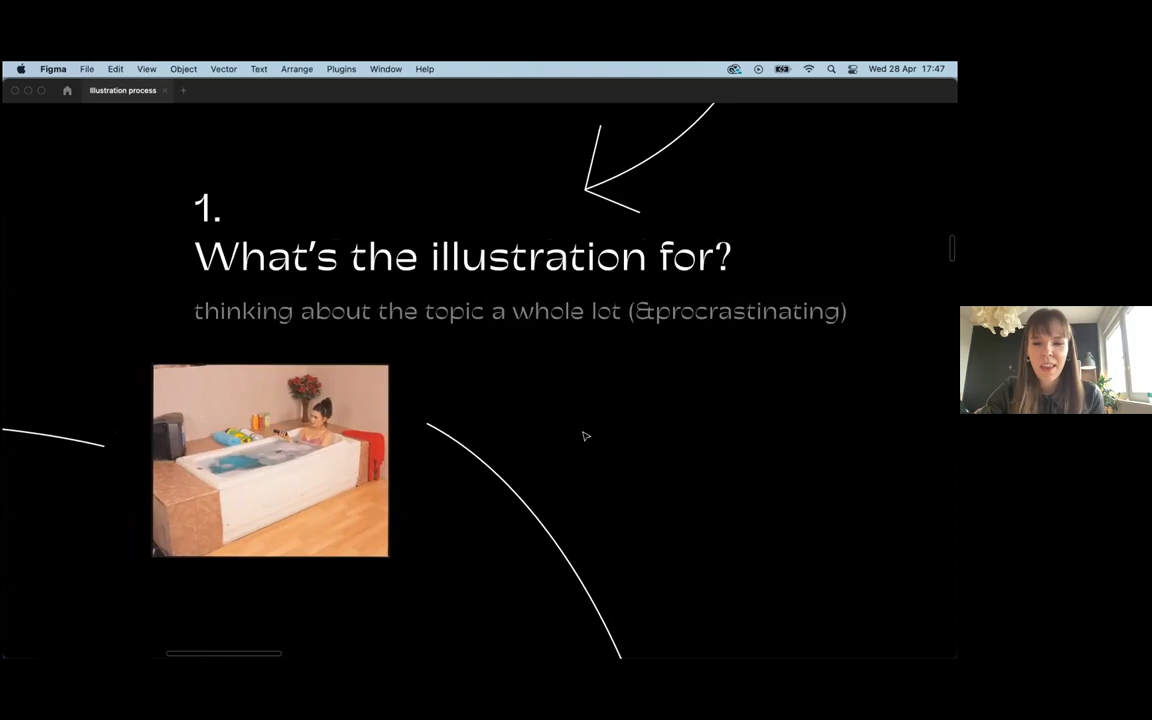 Figma File Edit View Object Vector Text Arrange Plugins Window Help Wed 28 Apr 17:47
Illustration process
1.
What's the illustration for?
thinking about the topic a whole lot (&procrastinating)